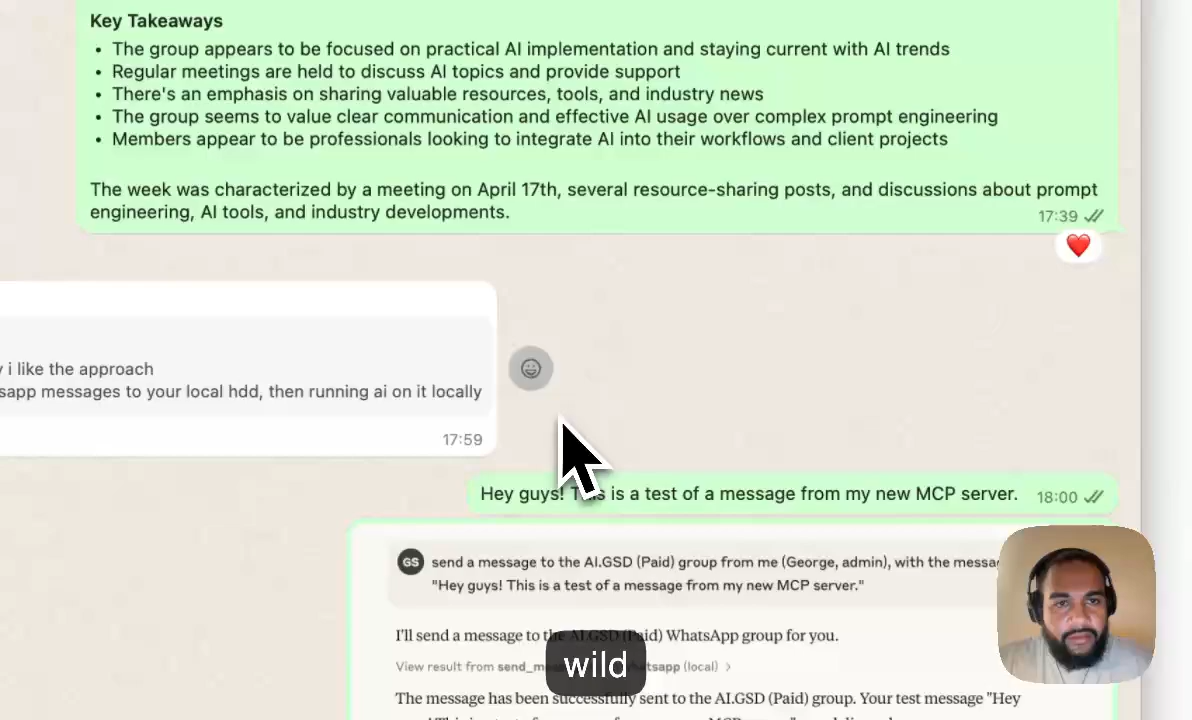 Key Takeaways
• The group appears to be focused on practical AI implementation and staying current with AI trends
• Regular meetings are held to discuss AI topics and provide support
• There's an emphasis on sharing valuable resources, tools, and industry news
• The group seems to value clear communication and effective AI usage over complex prompt engineering
• Members appear to be professionals looking to integrate AI into their workflows and client projects
The week was characterized by a meeting on April 17th, several resource-sharing posts, and discussions about prompt
engineering, AI tools, and industry developments.
17:39
i like the approach
sapp messages to your local hdd, then running ai on it locally
17:59
Hey guys! This is a test of a message from my new MCP server.
18:00
GS
send a message to the AI.GSD (Paid) group from me (George, admin), with the messa
"Hey guys! This is a test of a message from my new MCP server."
I'll send a message to the AI.GSD (Paid) WhatsApp group for you.
View result from send_me tsapp (local)
wild
The message has been successfully sent to the AI.GSD (Paid) group. Your test message "Hey